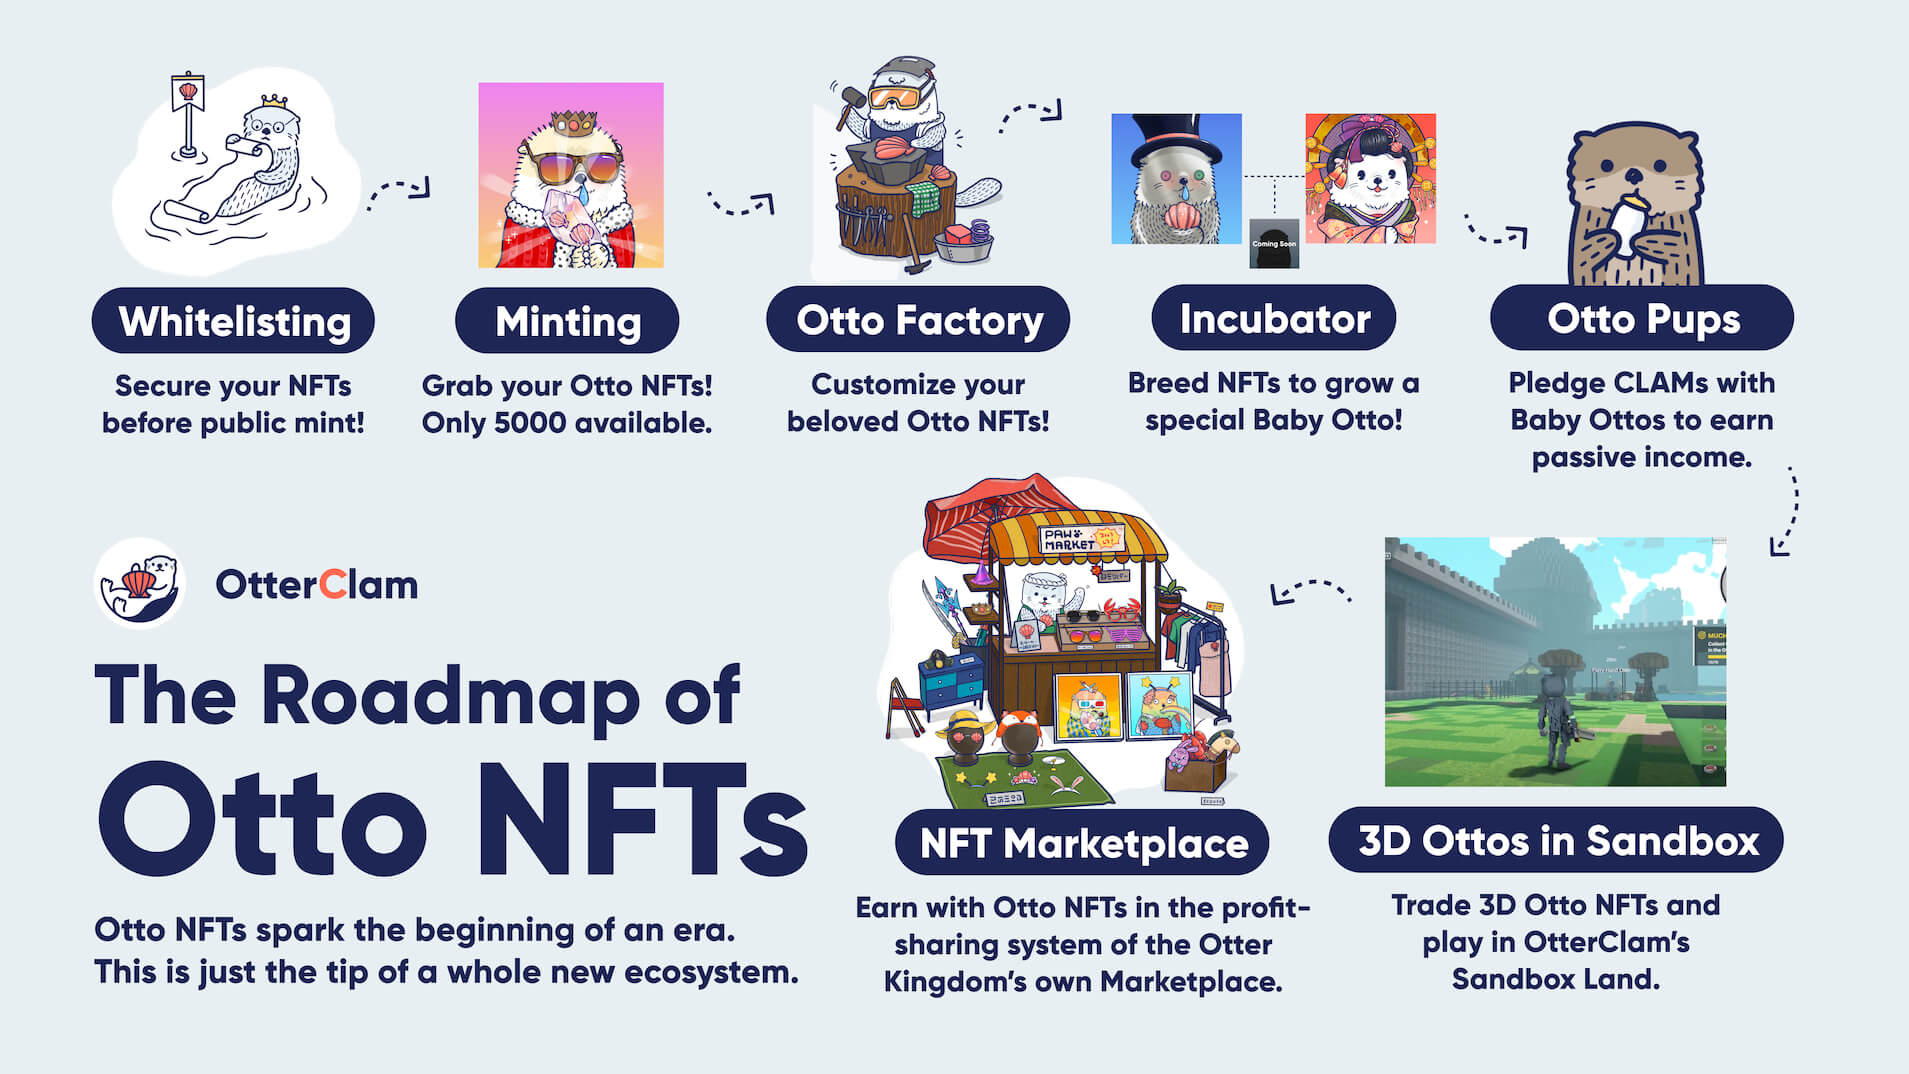 Whitelisting
Secure your NFTs
before public mint!
Minting
Grab your Otto NFTs!
Only 5000 available.
Otto Factory
Customize your
beloved Otto NFTs!
Coming Soon
Incubator
Breed NFTs to grow a
special Baby Otto!
Otto Pups
Pledge CLAMs with
Baby Ottos to earn
passive income.
OtterClam
The Roadmap of
Otto NFTs
Otto NFTs spark the beginning of an era.
This is just the tip of a whole new ecosystem.
PAW
MARKET
NFT Marketplace
Earn with Otto NFTs in the profit-
sharing system of the Otter
Kingdom's own Marketplace.
MUCH
3D Ottos in Sandbox
Trade 3D Otto NFTs and
play in OtterClam's
Sandbox Land.